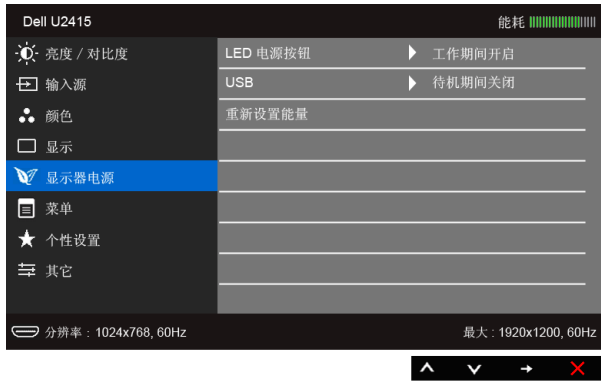 Dell U2415 能耗
亮度 / 对比度 LED 电源按钮 工作期间开启
输入源 USB 待机期间关闭
颜色 重新设置能量
显示
显示器电源
菜单
个性设置
其它
分辨率 : 1024x768, 60Hz 最大 : 1920x1200, 60Hz